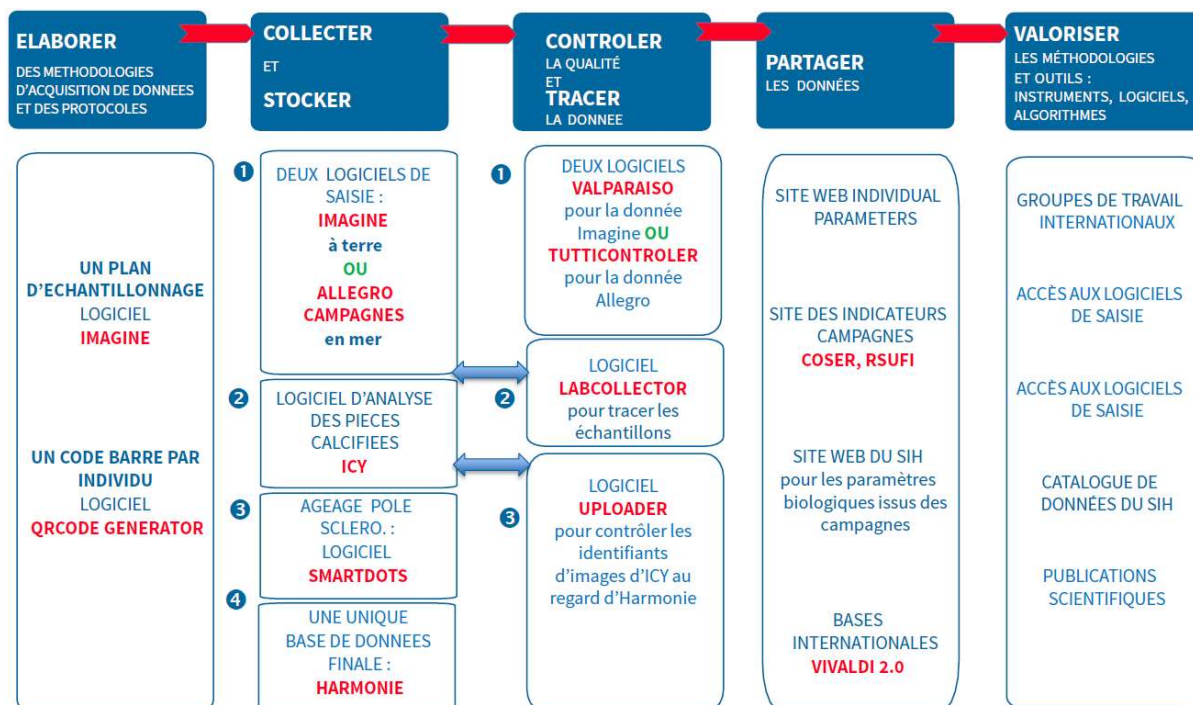 ELABORER
DES METHODOLOGIES
D'ACQUISITION DE DONNEES
ET DES PROTOCOLES
COLLECTER
ET
STOCKER
CONTROLER
LA QUALITÉ
ET
TRACER
LA DONNEE
PARTAGER
LES DONNÉES
VALORISER
LES MÉTHODOLOGIES
ET OUTILS :
INSTRUMENTS, LOGICIELS,
ALGORITHMES
UN PLAN
D'ECHANTILLONNAGE
LOGICIEL
IMAGINE
UN CODE BARRE PAR
INDIVIDU
LOGICIEL
QRCODE GENERATOR
1
DEUX LOGICIELS DE
SAISIE :
IMAGINE
à terre
OU
ALLEGRO
CAMPAGNES
en mer
2
LOGICIEL D'ANALYSE
DES PIECES
CALCIFIEES
ICY
3
AGEAGE POLE
SCLERO. :
LOGICIEL
SMARTDOTS
4
UNE UNIQUE
BASE DE DONNEES
FINALE :
HARMONIE
1
DEUX LOGICIELS
VALPARAISO
pour la donnée
Imagine OU
TUTTICONTROLER
pour la donnée
Allegro
2
LOGICIEL
LABCOLLECTOR
pour tracer les
échantillons
3
LOGICIEL
UPLOADER
pour contrôler les
identifiants
d'images d'ICY au
regard d'Harmonie
SITE WEB INDIVIDUAL
PARAMETERS
SITE DES INDICATEURS
CAMPAGNES
COSER, RSUFI
SITE WEB DU SIH
pour les paramètres
biologiques issus des
campagnes
BASES
INTERNATIONALES
VIVALDI 2.0
GROUPES DE TRAVAIL
INTERNATIONAUX
ACCÈS AUX LOGICIELS
DE SAISIE
ACCÈS AUX LOGICIELS
DE SAISIE
CATALOGUE DE
DONNÉES DU SIH
PUBLICATIONS
SCIENTIFIQUES